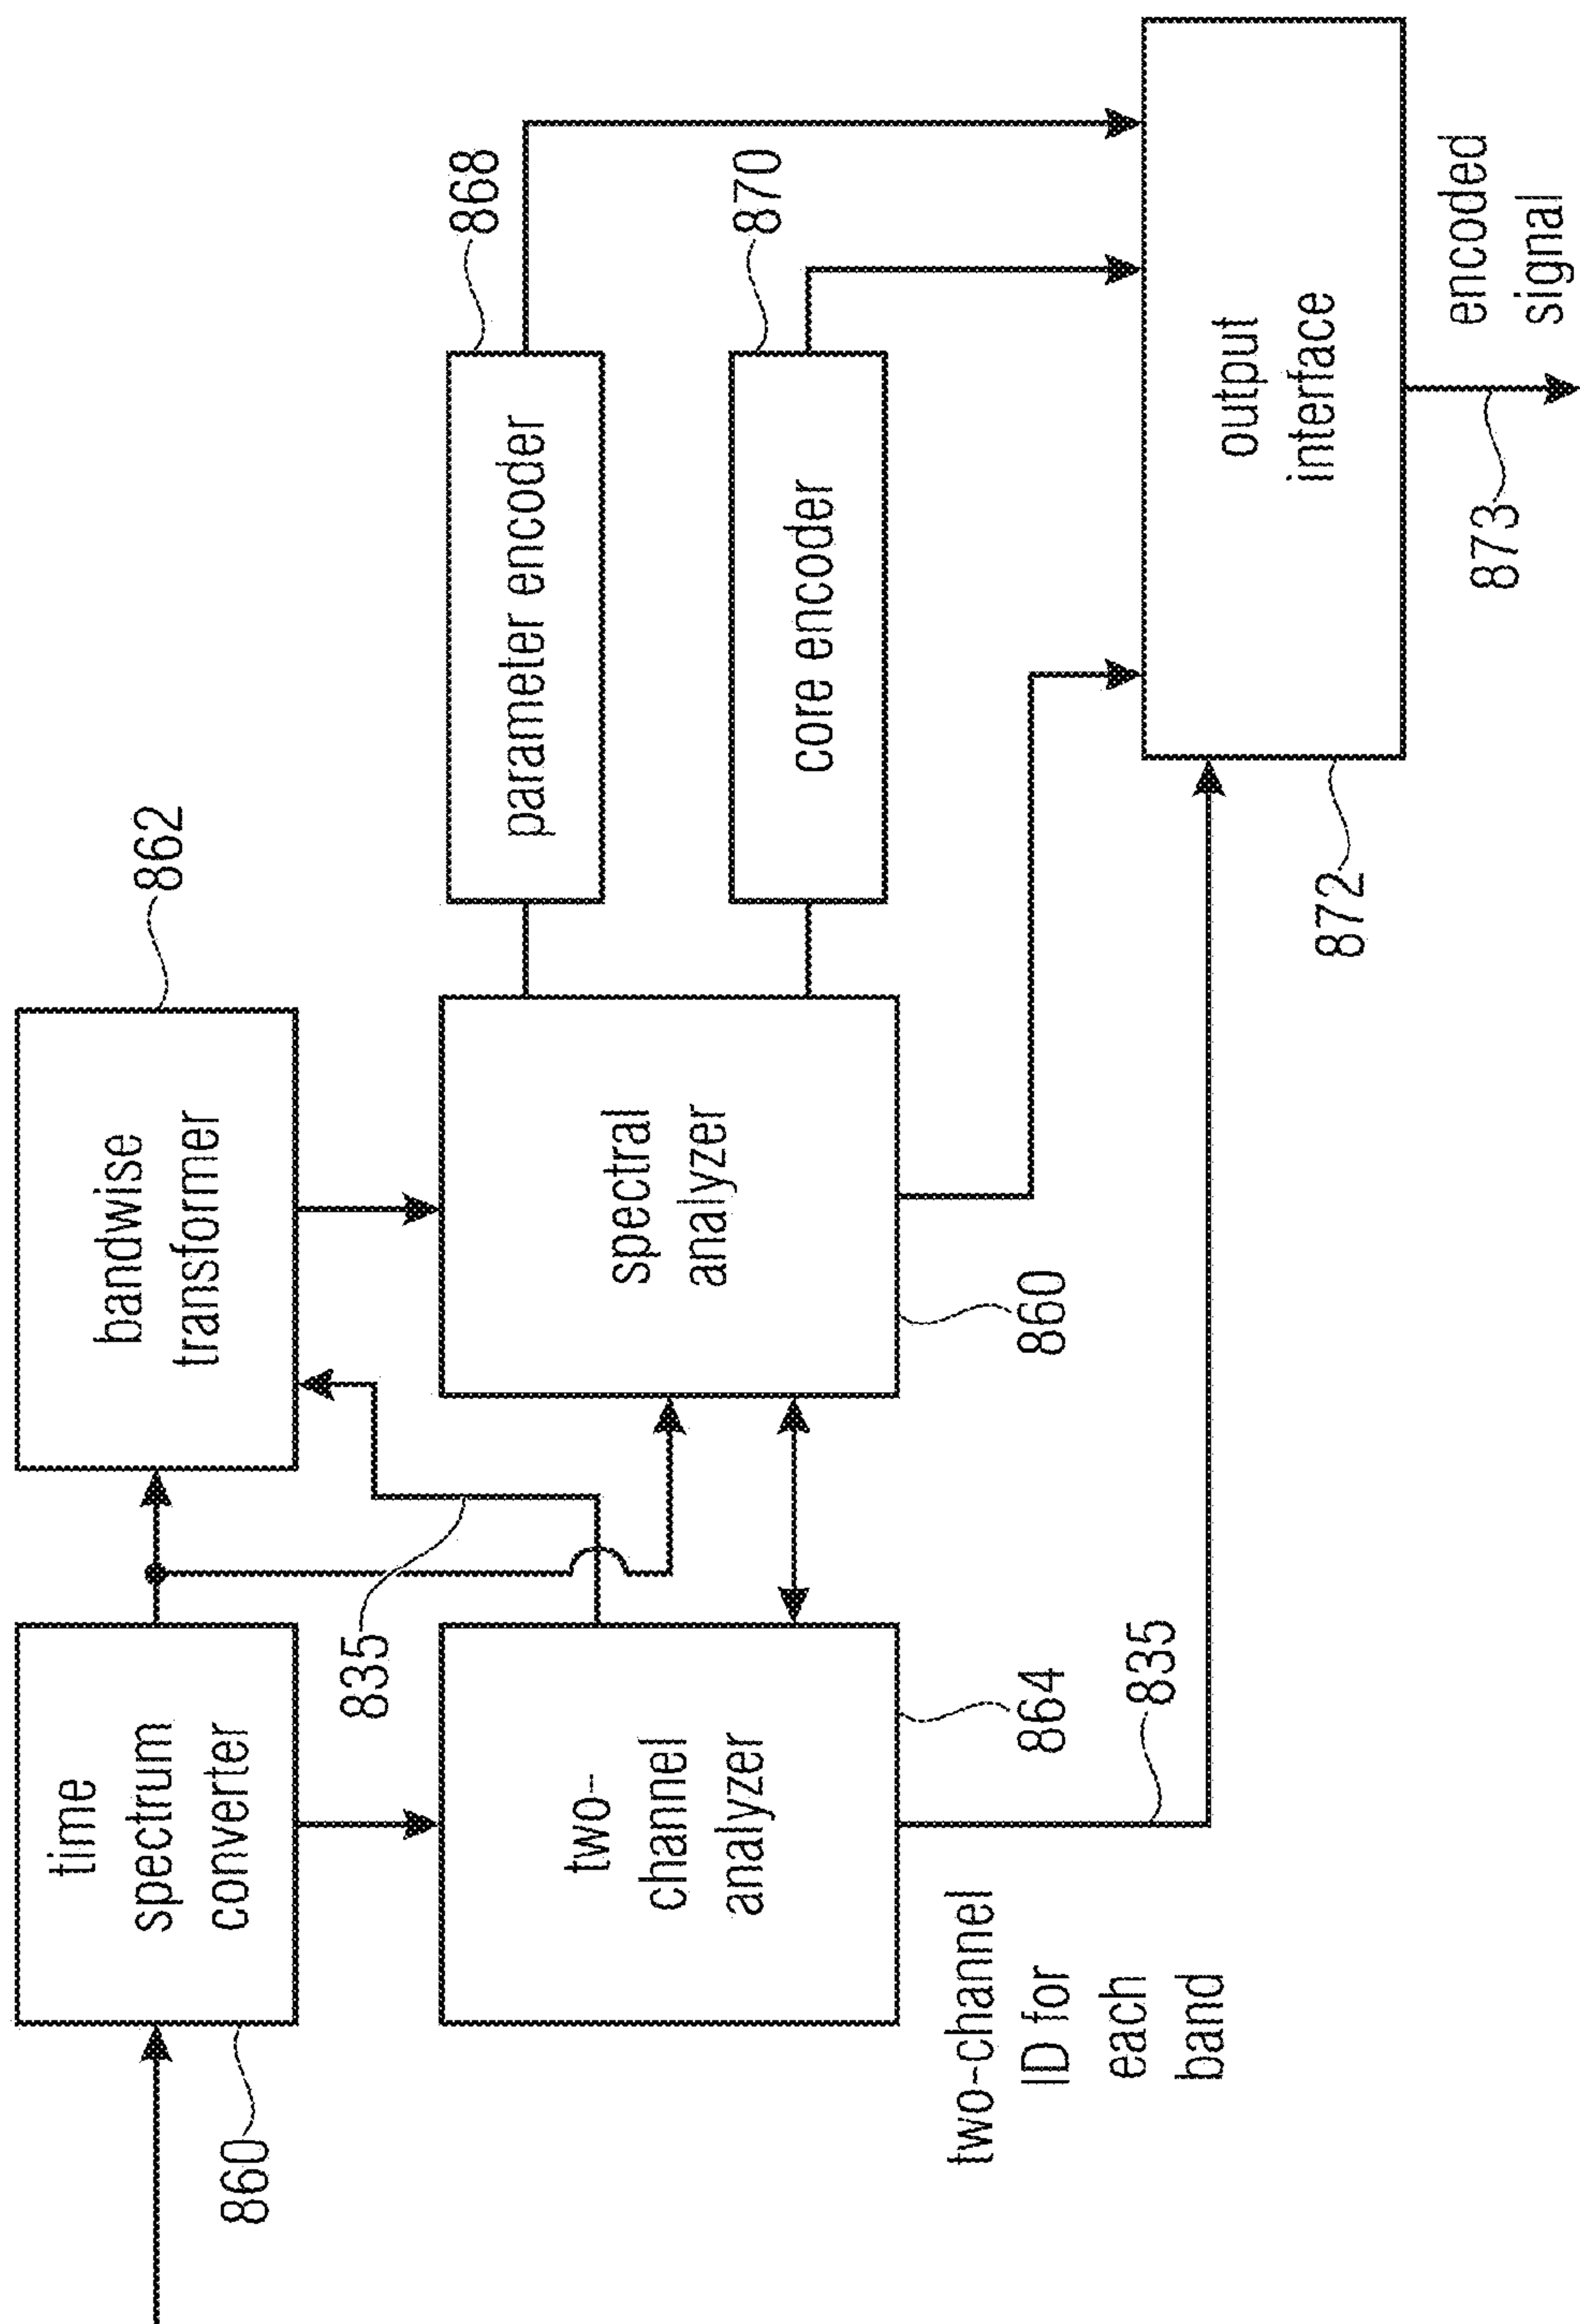 time
spectrum
converter
860
bandwise
transformer
862
835
two-
channel
analyzer
864
spectral
analyzer
860
parameter encoder
868
core encoder
870
two-channel
ID for
each
band
835
output
interface
872
873
encoded
signal